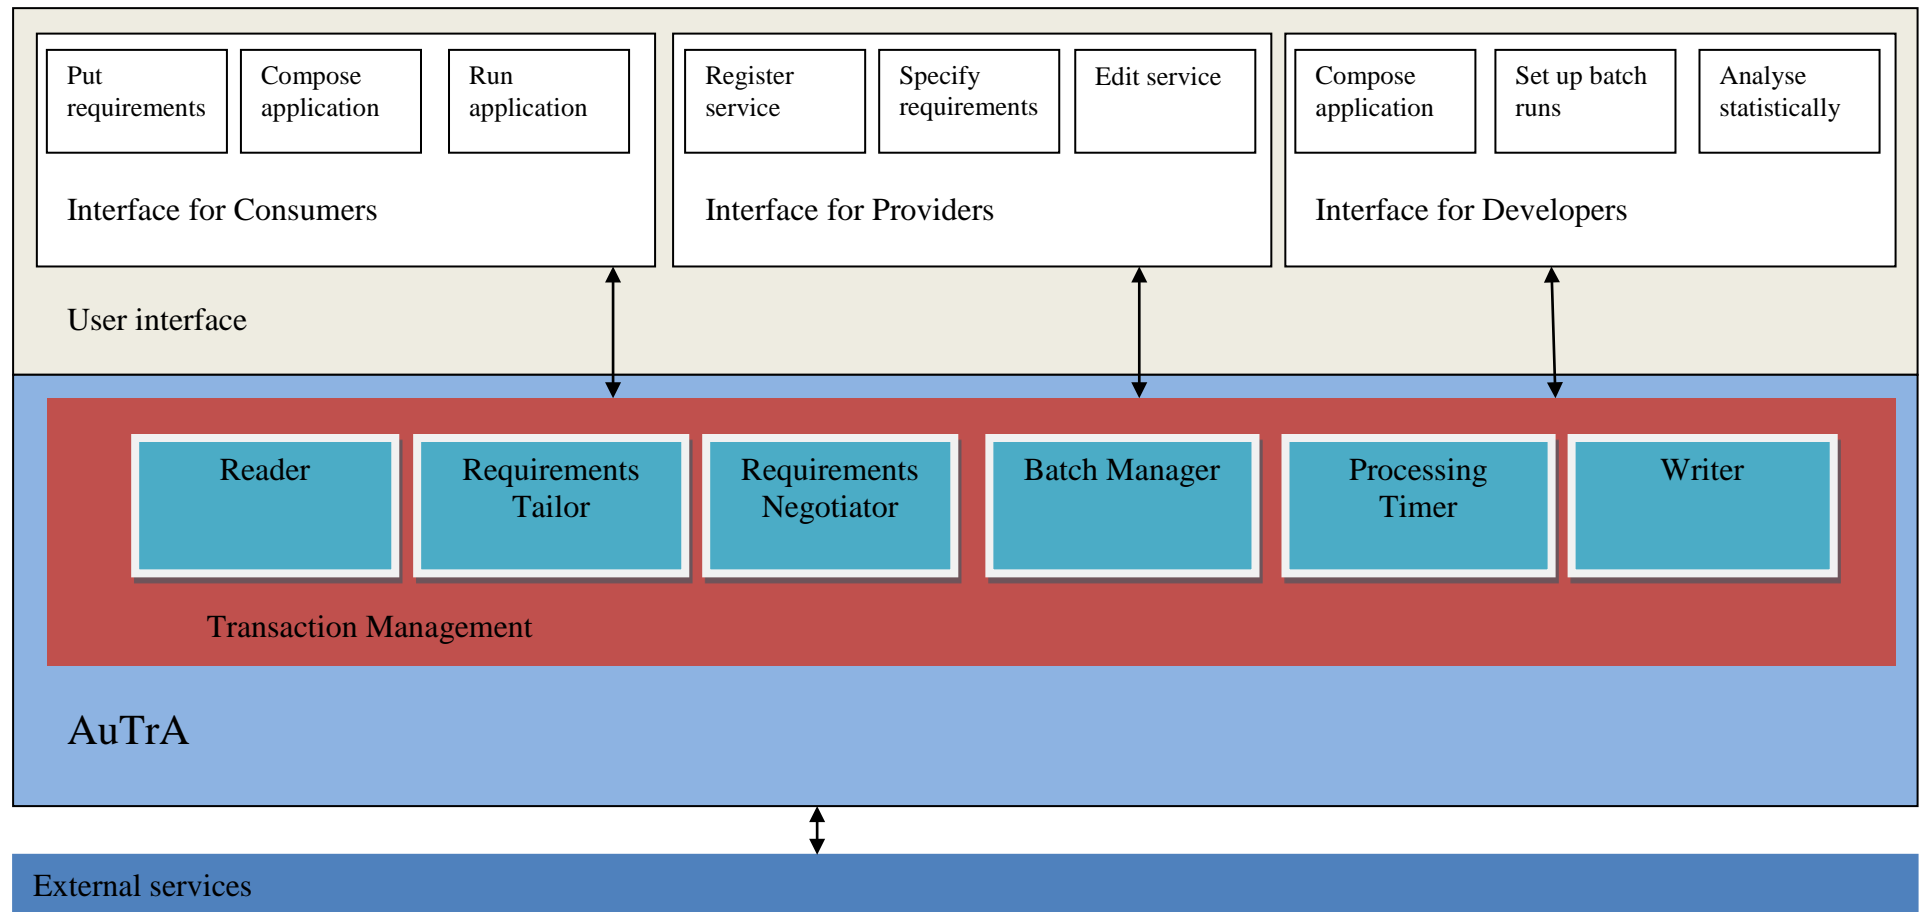 Put
requirements
Compose
application
Run
application
Register
service
Specify
requirements
Edit service
Compose
application
Set up batch
runs
Analyse
statistically
Interface for Consumers
Interface for Providers
Interface for Developers
User interface
Reader
Requirements
Tailor
Requirements
Negotiator
Batch Manager
Processing
Timer
Writer
Transaction Management
AuTrA
External services